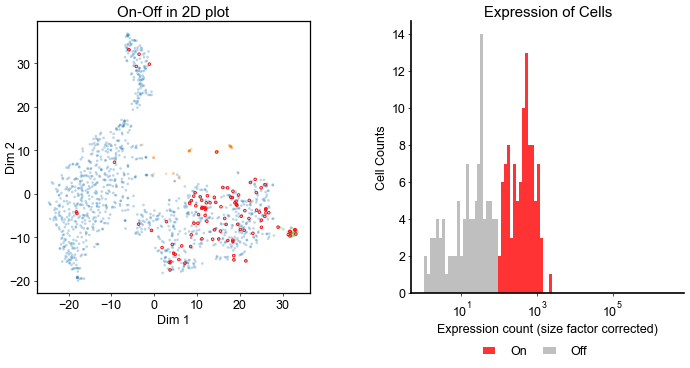 On-Off in 2D plot
Dim 2
30
20
10
0
−10
−20
−20 −10 0 10 20 30
Dim 1
Expression of Cells
Cell Counts
14
12
10
8
6
4
2
0
10^1 10^3 10^5
Expression count (size factor corrected)
On Off